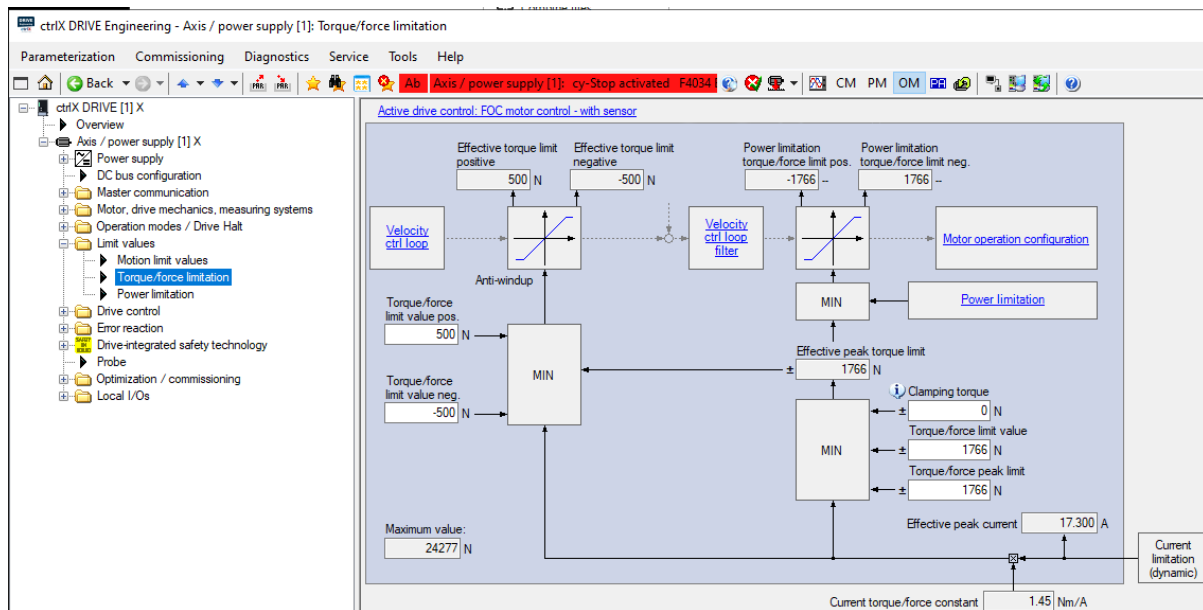 ctrlX DRIVE Engineering - Axis / power supply [1]: Torque/force limitation
Parameterization Commissioning Diagnostics Service Tools Help
Back PAR PAR Ab Axis / power supply [1]: cy-Stop activated F4034 CM PM OM
ctrlX DRIVE [1] X
Overview
Axis / power supply [1] X
Power supply
DC bus configuration
Master communication
Motor, drive mechanics, measuring systems
Operation modes / Drive Halt
Limit values
Motion limit values
Torque/force limitation
Power limitation
Drive control
Error reaction
Drive-integrated safety technology
Probe
Optimization / commissioning
Local I/Os
Active drive control: FOC motor control - with sensor
Effective torque limit
positive
500 N
Effective torque limit
negative
-500 N
Power limitation
torque/force limit pos.
-1766 --
Power limitation
torque/force limit neg.
1766 --
Velocity
ctrl loop
Anti-windup
Velocity
ctrl loop
filter
Motor operation configuration
MIN
Power limitation
Torque/force
limit value pos.
500 N
Torque/force
limit value neg.
-500 N
MIN
Effective peak torque limit
± 1766 N
MIN
Clamping torque
± 0 N
Torque/force limit value
± 1766 N
Torque/force peak limit
± 1766 N
Maximum value:
24277 N
Effective peak current 17.300 A
Current
limitation
(dynamic)
Current torque/force constant 1.45 Nm/A